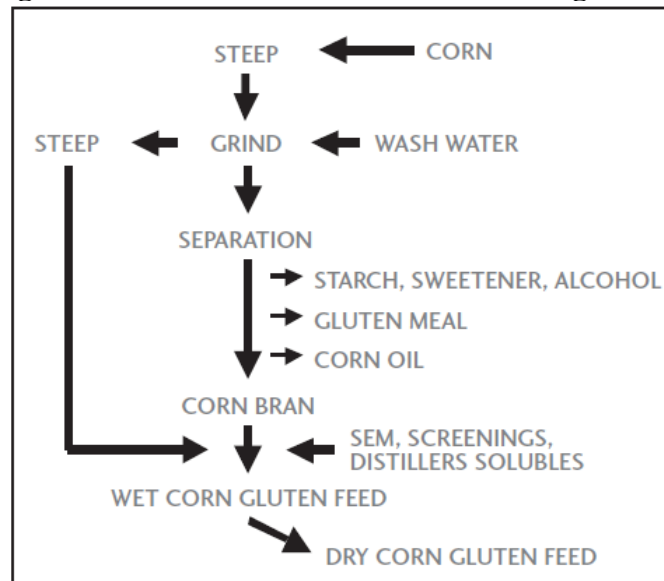 STEEP
CORN
STEEP
GRIND
WASH WATER
SEPARATION
STARCH, SWEETENER, ALCOHOL
GLUTEN MEAL
CORN OIL
CORN BRAN
SEM, SCREENINGS,
DISTILLERS SOLUBLES
WET CORN GLUTEN FEED
DRY CORN GLUTEN FEED